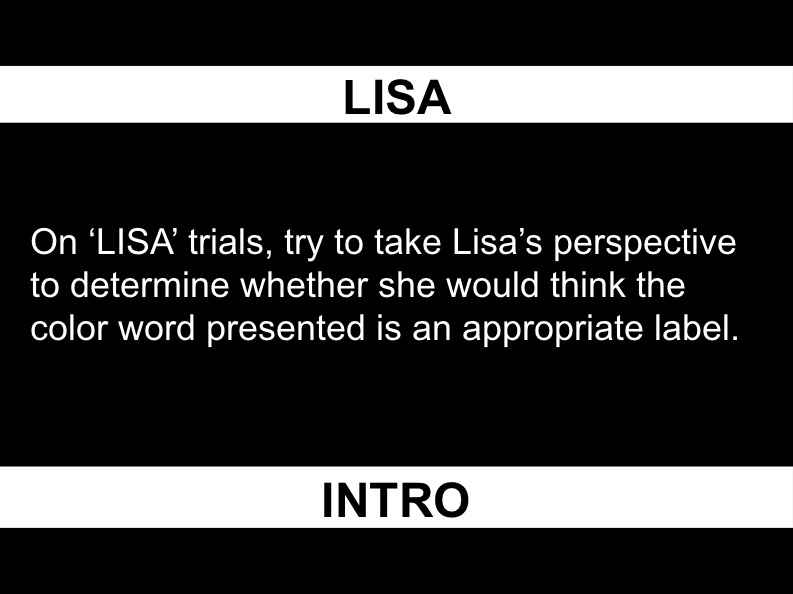 LISA
On ‘LISA’ trials, try to take Lisa’s perspective
to determine whether she would think the
color word presented is an appropriate label.
INTRO